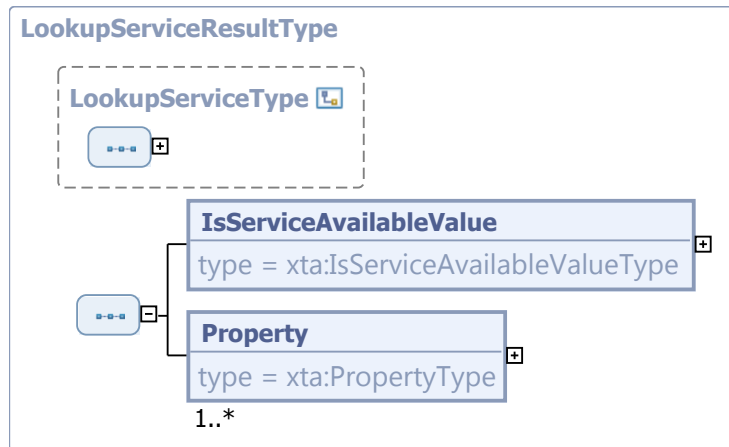 LookupServiceResultType
LookupServiceType
IsServiceAvailableValue
type = xta:IsServiceAvailableValueType
Property
type = xta:PropertyType
1..*